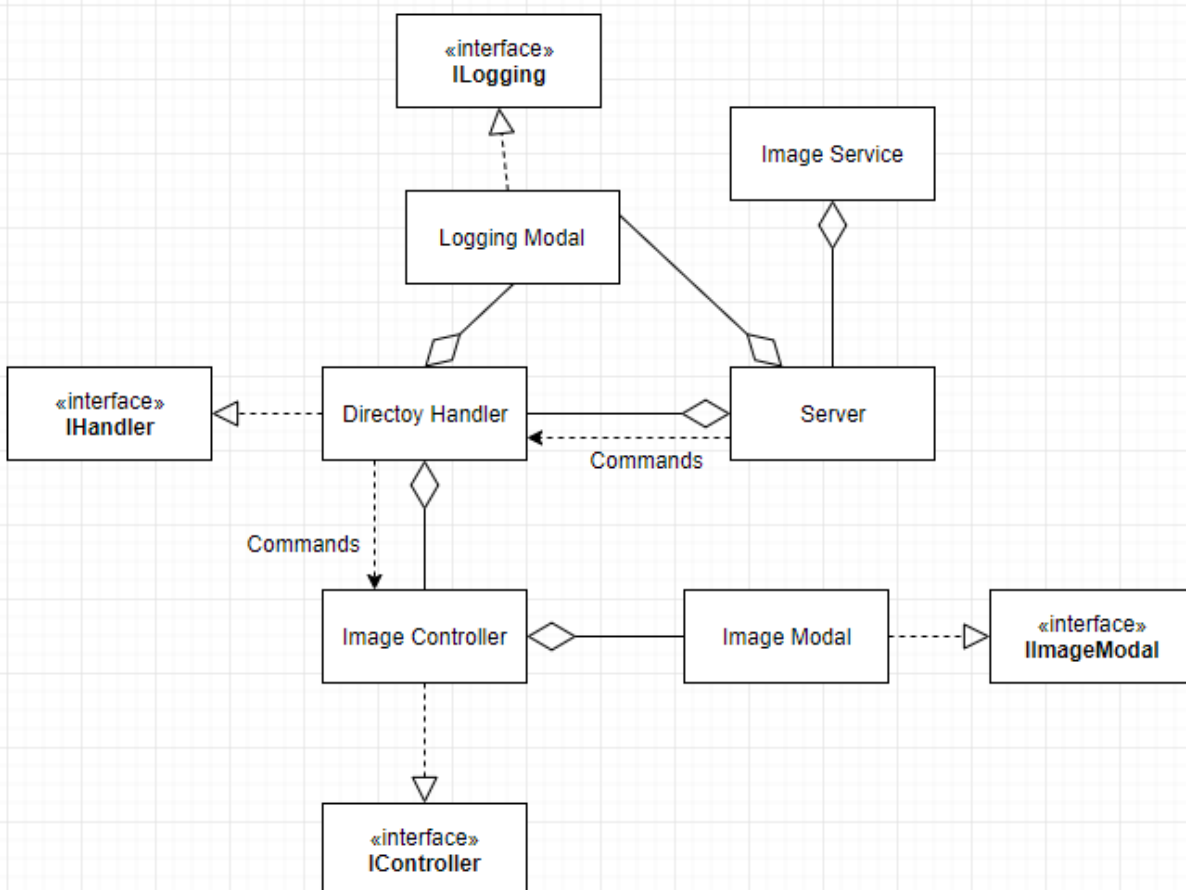 «interface»
ILogging
Image Service
Logging Modal
«interface»
IHandler
Directoy Handler
Server
Commands
Commands
Image Controller
Image Modal
«interface»
IImageModal
«interface»
IController